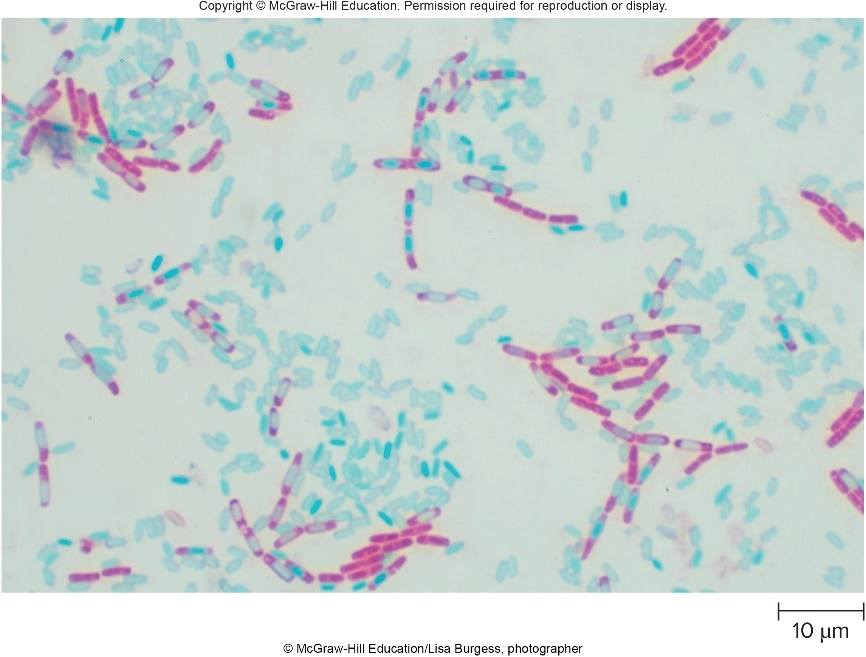 Copyright © McGraw-Hill Education. Permission required for reproduction or display.
10 µm
© McGraw-Hill Education/Lisa Burgess, photographer